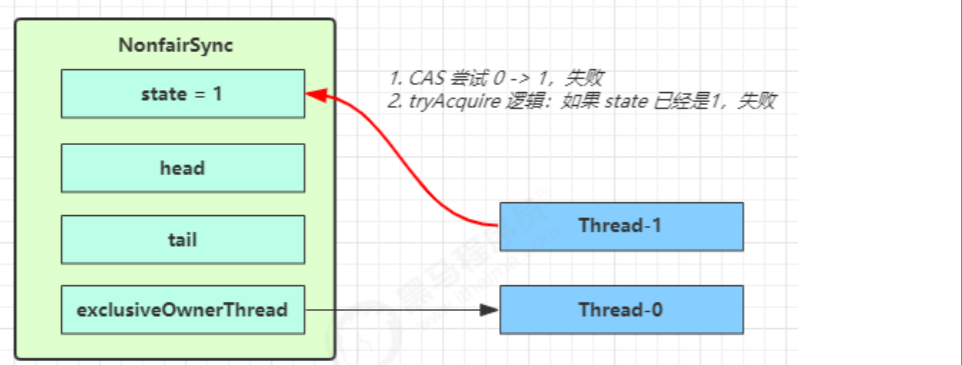 NonfairSync
state = 1
1. CAS 尝试 0 -> 1，失败
2. tryAcquire 逻辑：如果 state 已经是1，失败
head
Thread-1
tail
exclusiveOwnerThread
Thread-0